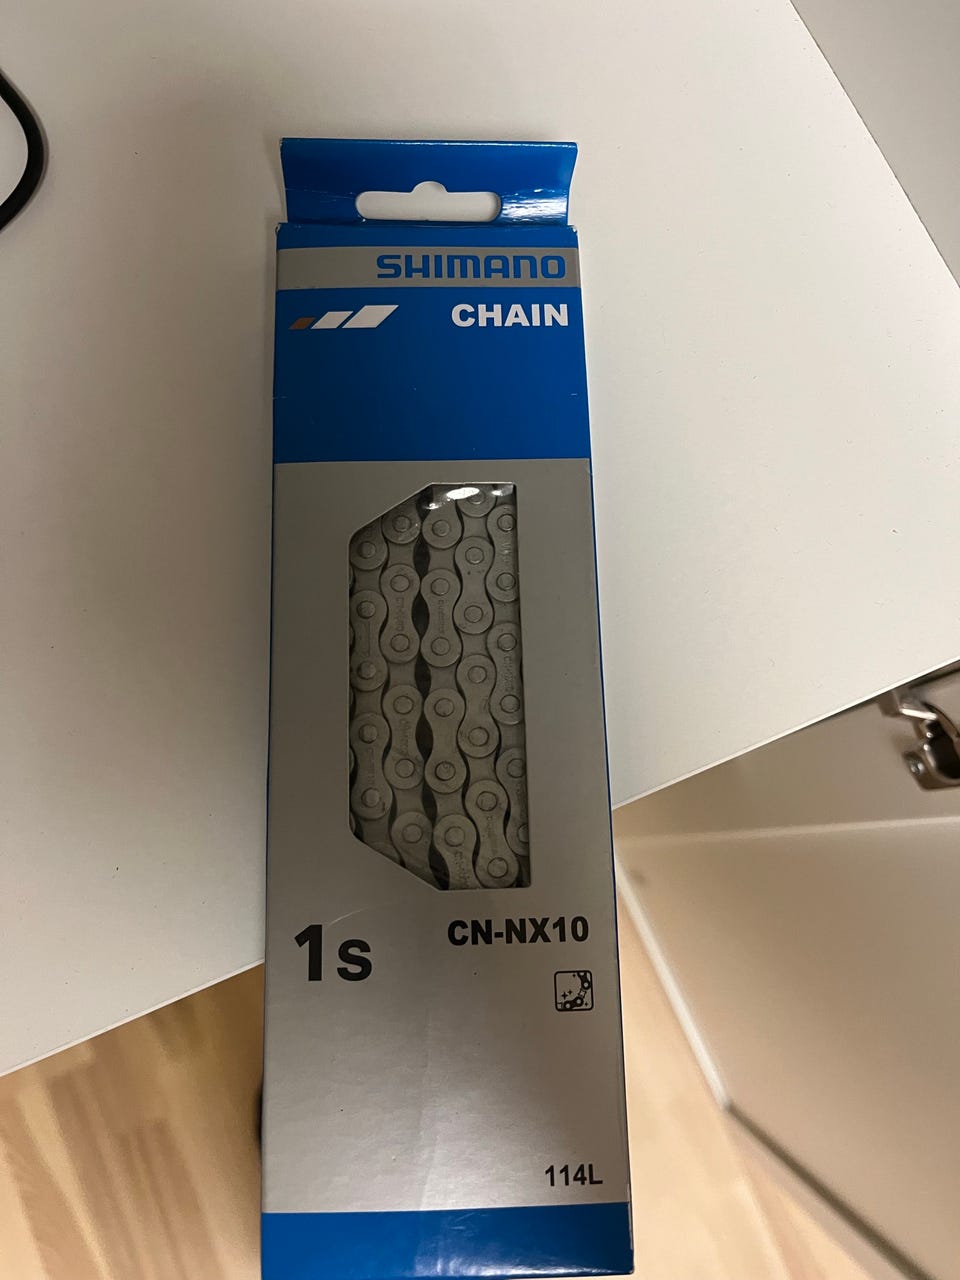 SHIMANO
CHAIN
1s
CN-NX10
114L